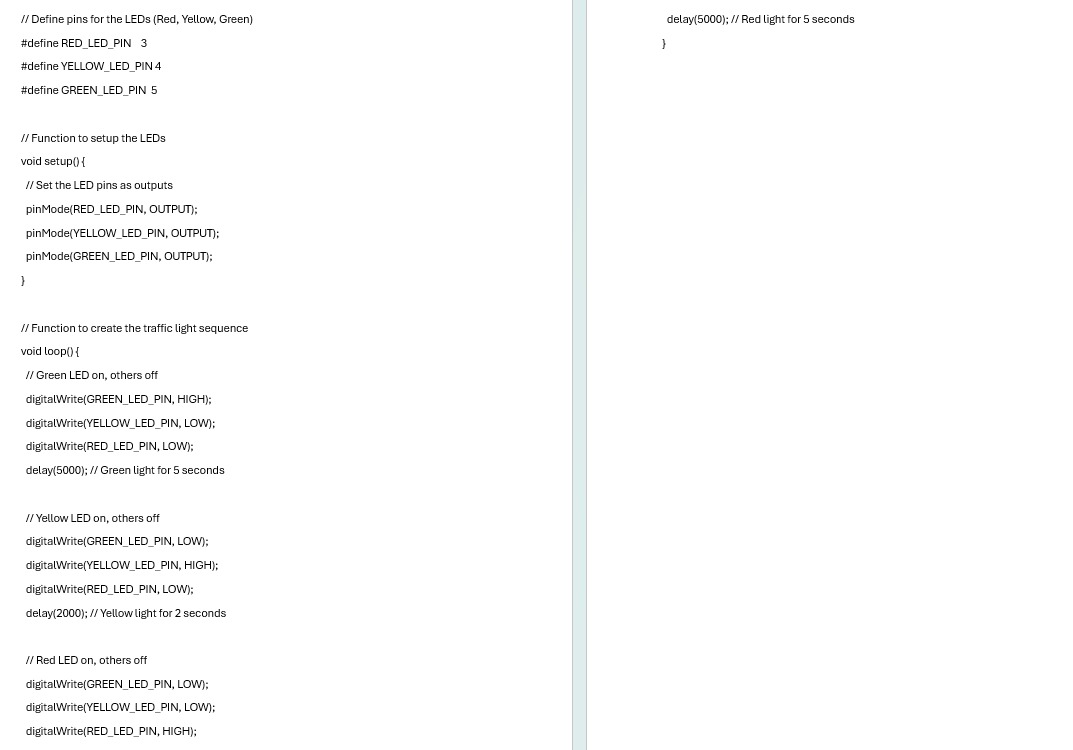 // Define pins for the LEDs (Red, Yellow, Green)
#define RED_LED_PIN   3
#define YELLOW_LED_PIN 4
#define GREEN_LED_PIN  5
// Function to setup the LEDs
void setup() {
  // Set the LED pins as outputs
  pinMode(RED_LED_PIN, OUTPUT);
  pinMode(YELLOW_LED_PIN, OUTPUT);
  pinMode(GREEN_LED_PIN, OUTPUT);
}
// Function to create the traffic light sequence
void loop() {
  // Green LED on, others off
  digitalWrite(GREEN_LED_PIN, HIGH);
  digitalWrite(YELLOW_LED_PIN, LOW);
  digitalWrite(RED_LED_PIN, LOW);
  delay(5000); // Green light for 5 seconds
  // Yellow LED on, others off
  digitalWrite(GREEN_LED_PIN, LOW);
  digitalWrite(YELLOW_LED_PIN, HIGH);
  digitalWrite(RED_LED_PIN, LOW);
  delay(2000); // Yellow light for 2 seconds
  // Red LED on, others off
  digitalWrite(GREEN_LED_PIN, LOW);
  digitalWrite(YELLOW_LED_PIN, LOW);
  digitalWrite(RED_LED_PIN, HIGH);
  delay(5000); // Red light for 5 seconds
}